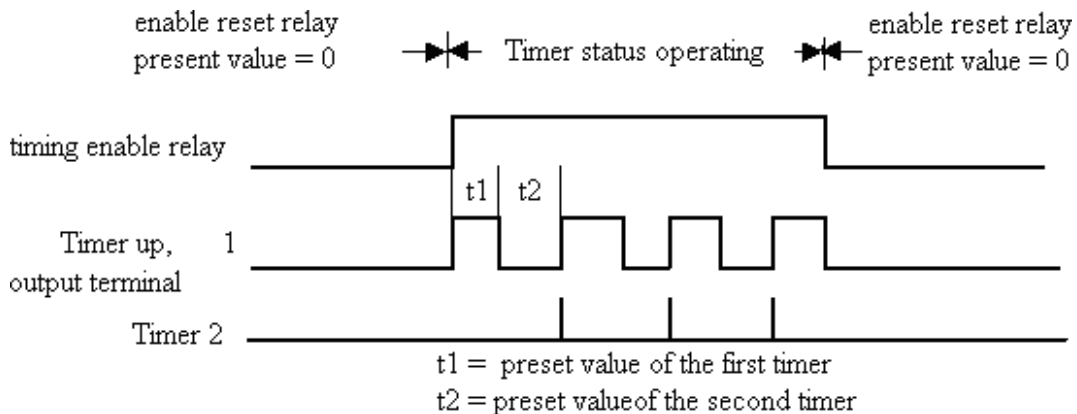 enable reset relay
present value = 0
Timer status operating
enable reset relay
present value = 0
timing enable relay
t1 t2
Timer up, 1
output terminal
Timer 2
t1 = preset value of the first timer
t2 = preset valueof the second timer